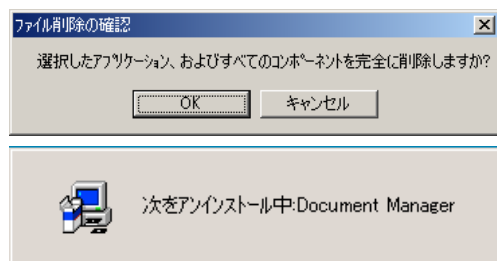 ファイル削除の確認
選択したアプリケーション、およびすべてのコンポーネントを完全に削除しますか?
OK
キャンセル
次をアンインストール中:Document Manager